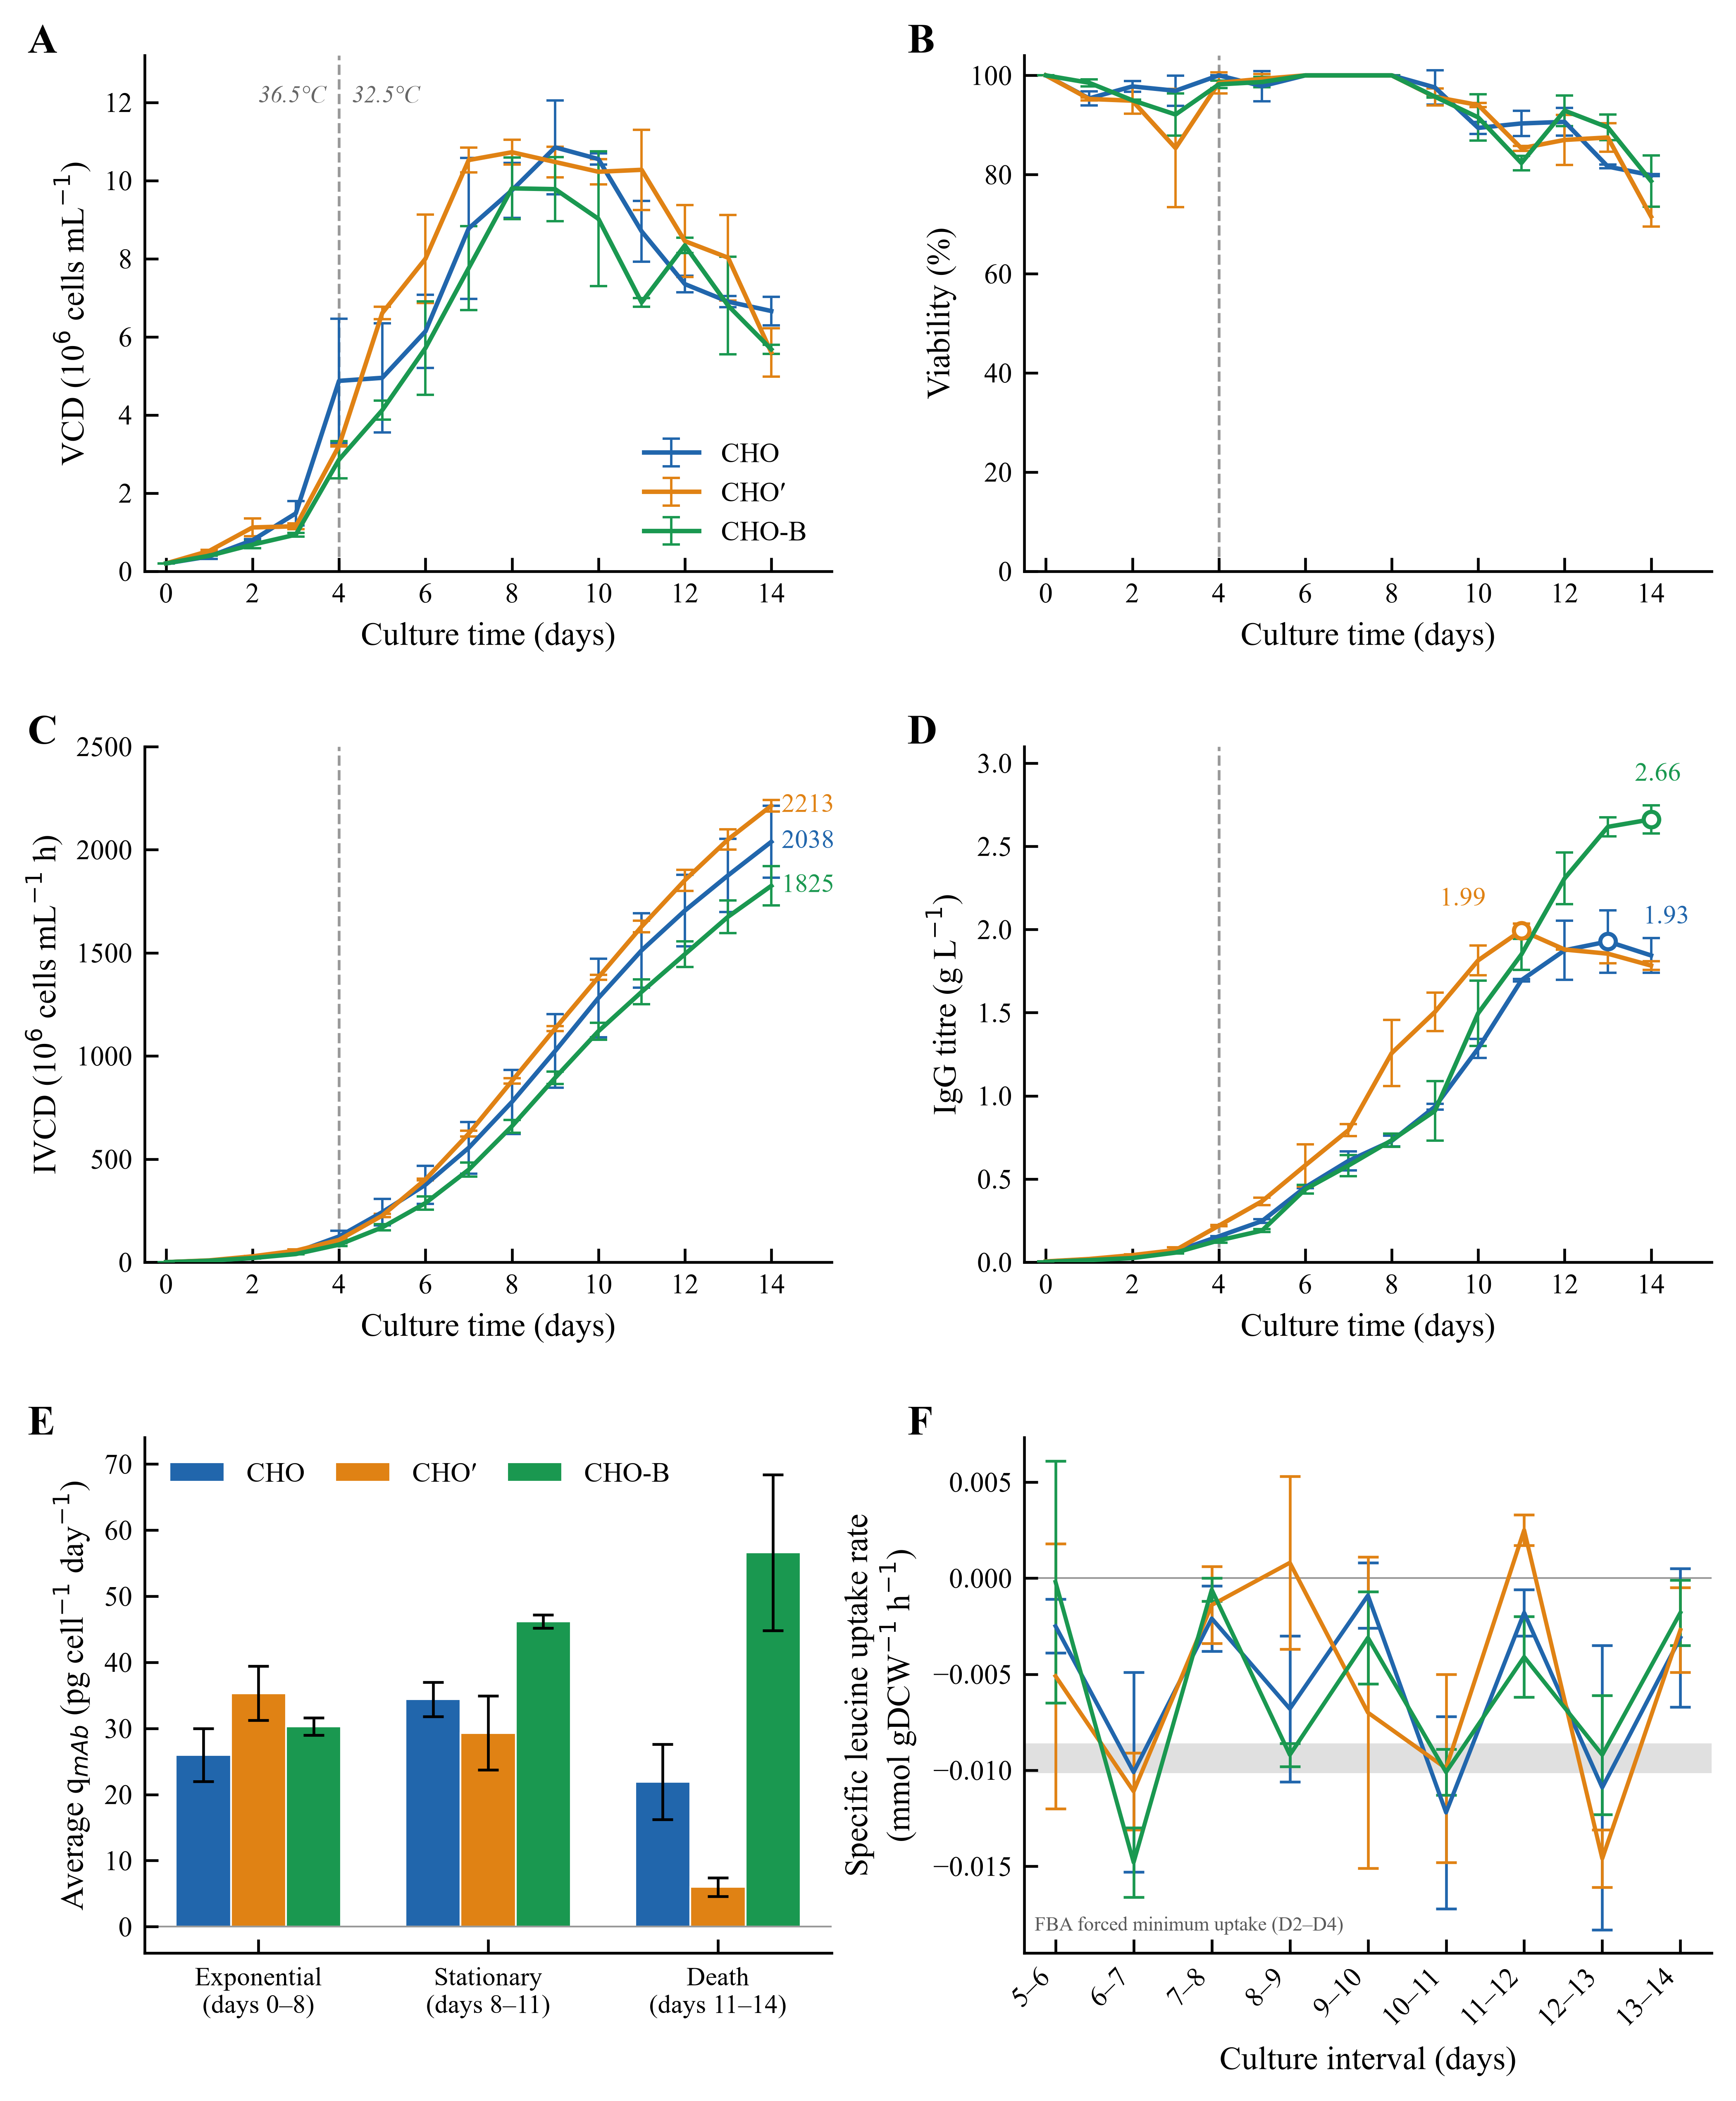 A
36.5°C 32.5°C
VCD (10⁶ cells mL⁻¹)
12
10
8
6
4
2
0
CHO
CHO′
CHO-B
0 2 4 6 8 10 12 14
Culture time (days)
B
Viability (%)
100
80
60
40
20
0
0 2 4 6 8 10 12 14
Culture time (days)
C
IVCD (10⁶ cells mL⁻¹ h)
2500
2000
1500
1000
500
0
2213
2038
1825
0 2 4 6 8 10 12 14
Culture time (days)
D
IgG titre (g L⁻¹)
3.0
2.5
2.0
1.5
1.0
0.5
0.0
2.66
1.99
1.93
0 2 4 6 8 10 12 14
Culture time (days)
E
Average qmAb (pg cell⁻¹ day⁻¹)
70
60
50
40
30
20
10
0
CHO CHO′ CHO-B
Exponential
(days 0–8)
Stationary
(days 8–11)
Death
(days 11–14)
F
Specific leucine uptake rate
(mmol gDCW⁻¹ h⁻¹)
0.005
0.000
−0.005
−0.010
−0.015
FBA forced minimum uptake (D2–D4)
5–6 6–7 7–8 8–9 9–10 10–11 11–12 12–13 13–14
Culture interval (days)